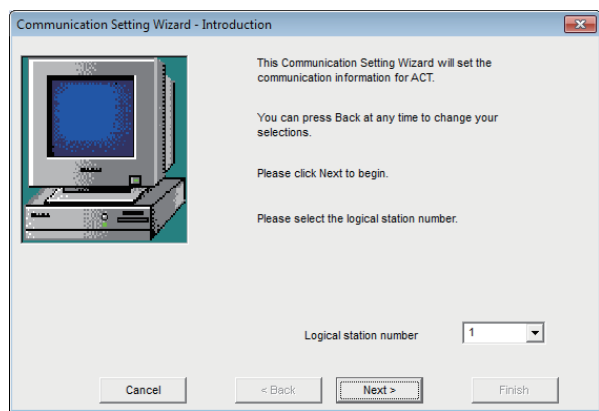 Communication Setting Wizard - Introduction
This Communication Setting Wizard will set the
communication information for ACT.
You can press Back at any time to change your
selections.
Please click Next to begin.
Please select the logical station number.
Logical station number 1
Cancel < Back Next > Finish